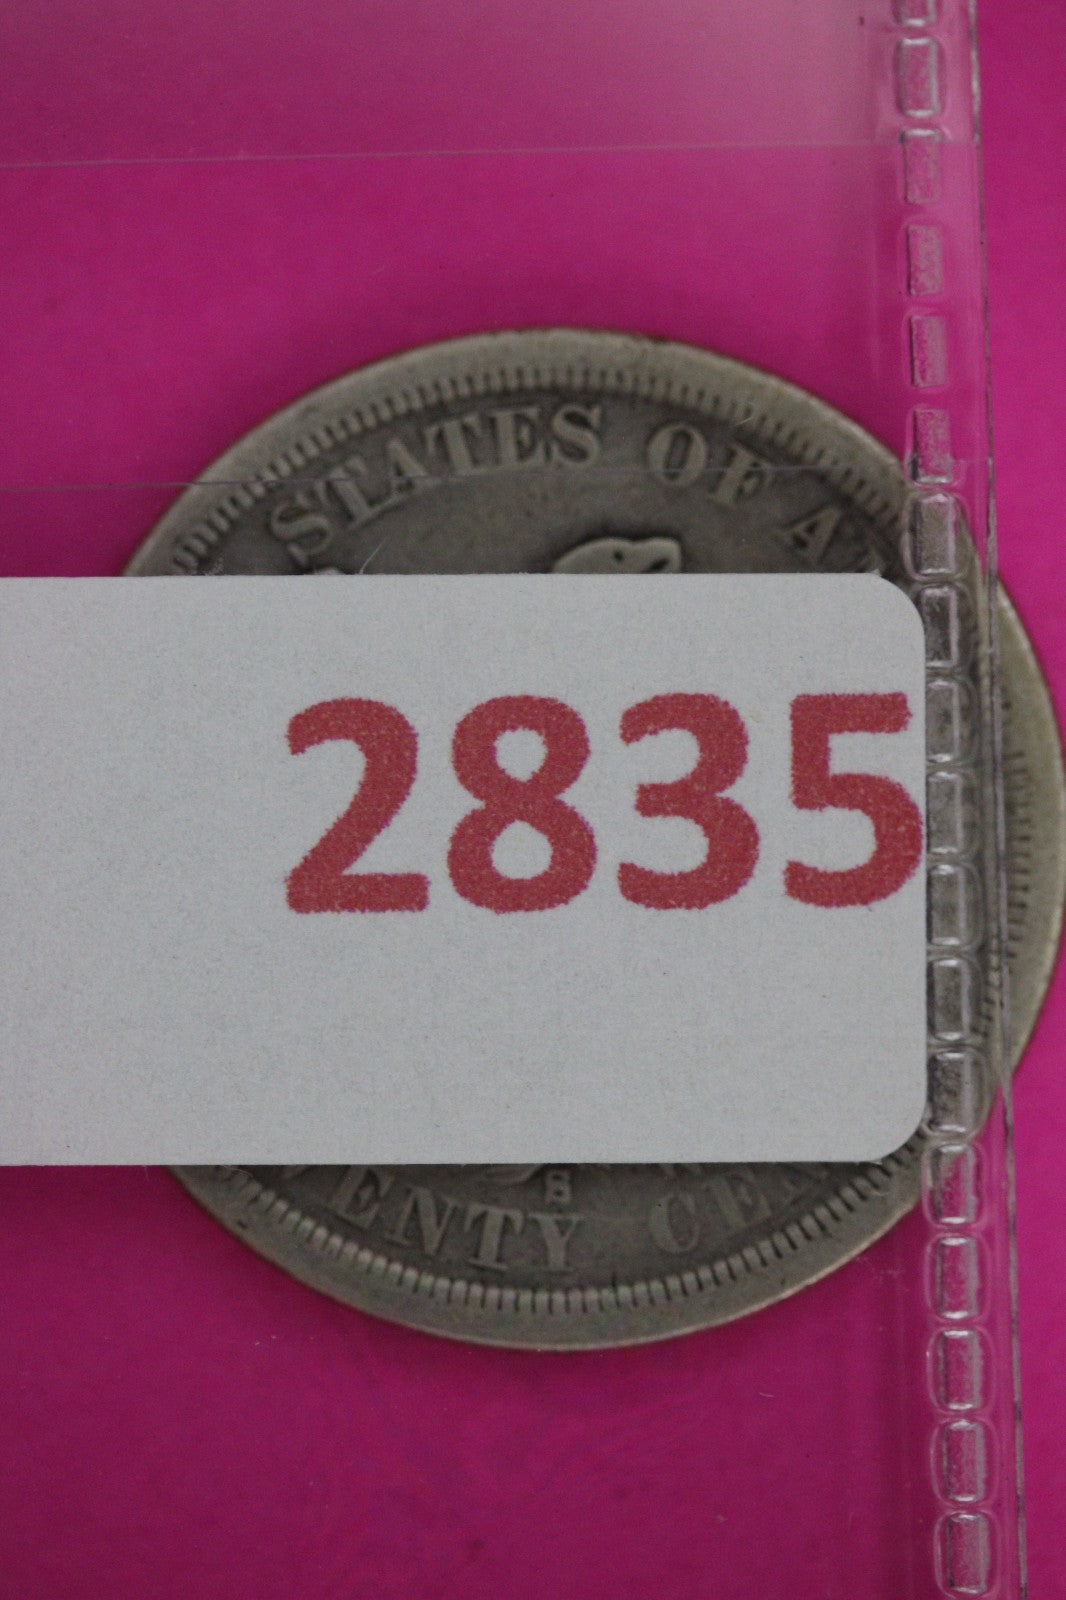 STATES OF A
2835
S
ENTY CE